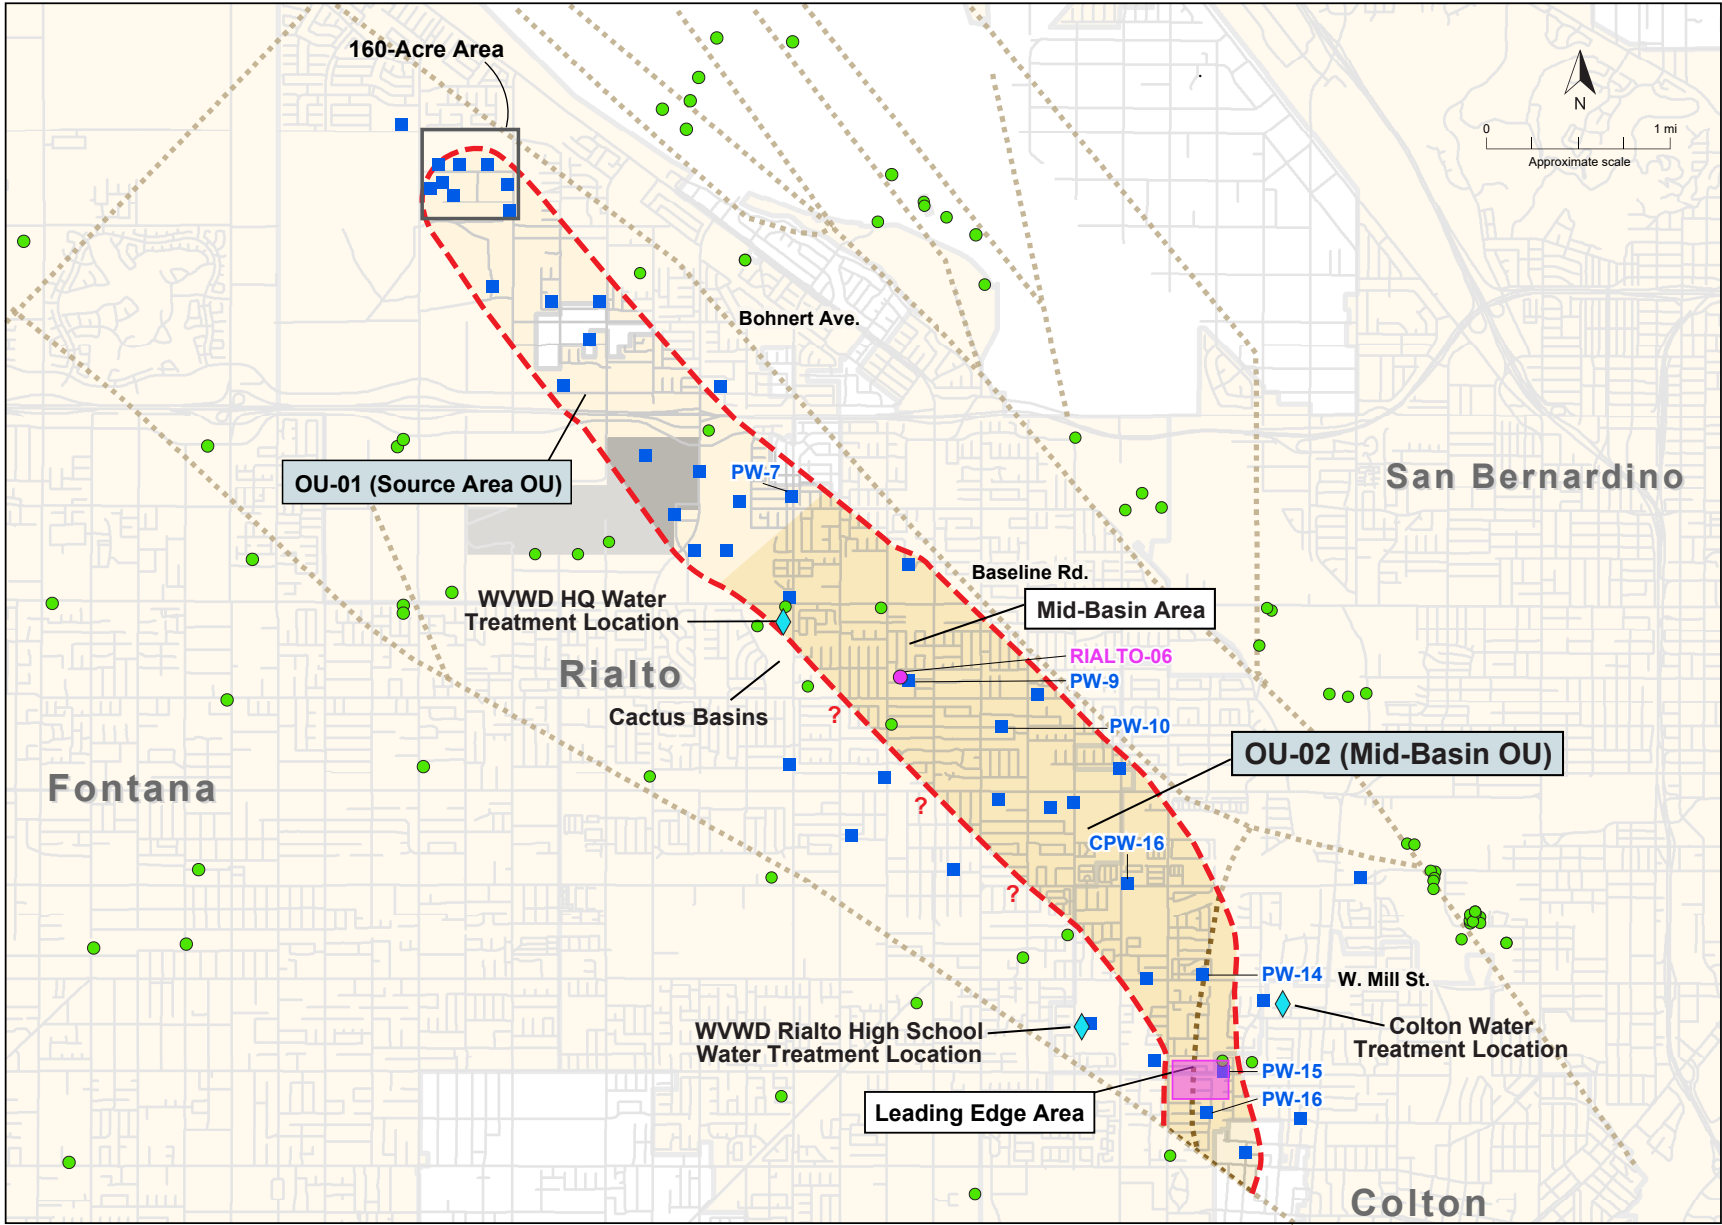 160-Acre Area
N
0
1 mi
Approximate scale
Bohnert Ave.
OU-01 (Source Area OU)
PW-7
San Bernardino
Baseline Rd.
WVWD HQ Water
Treatment Location
Mid-Basin Area
Rialto
RIALTO-06
PW-9
Cactus Basins
?
PW-10
OU-02 (Mid-Basin OU)
Fontana
?
CPW-16
?
PW-14
W. Mill St.
WVWD Rialto High School
Water Treatment Location
Colton Water
Treatment Location
PW-15
Leading Edge Area
PW-16
Colton